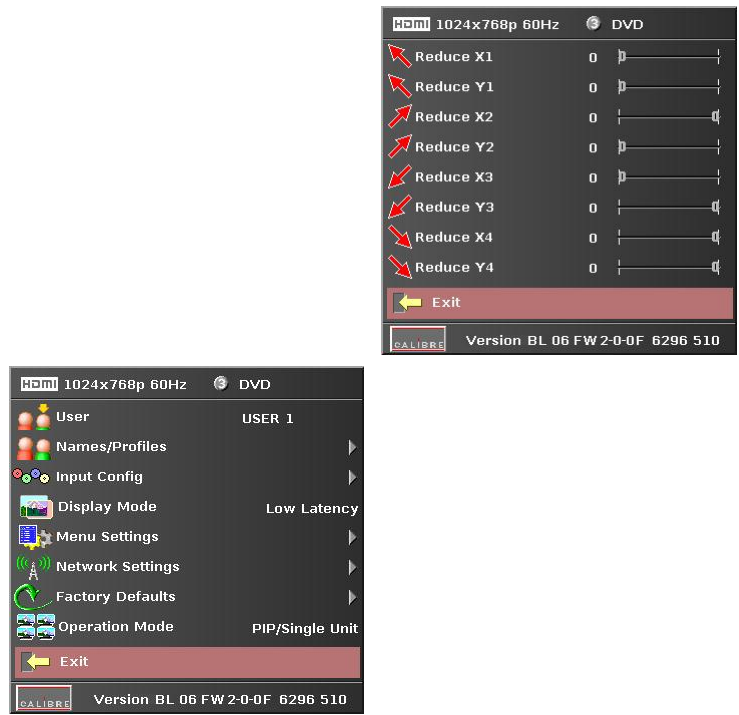 HDMI 1024x768p 60Hz 3 DVD
Reduce X1 0
Reduce Y1 0
Reduce X2 0
Reduce Y2 0
Reduce X3 0
Reduce Y3 0
Reduce X4 0
Reduce Y4 0
Exit
CALIBRE Version BL 06 FW 2-0-0F 6296 510
HDMI 1024x768p 60Hz 3 DVD
User USER 1
Names/Profiles
Input Config
Display Mode Low Latency
Menu Settings
Network Settings
Factory Defaults
Operation Mode PIP/Single Unit
Exit
CALIBRE Version BL 06 FW 2-0-0F 6296 510